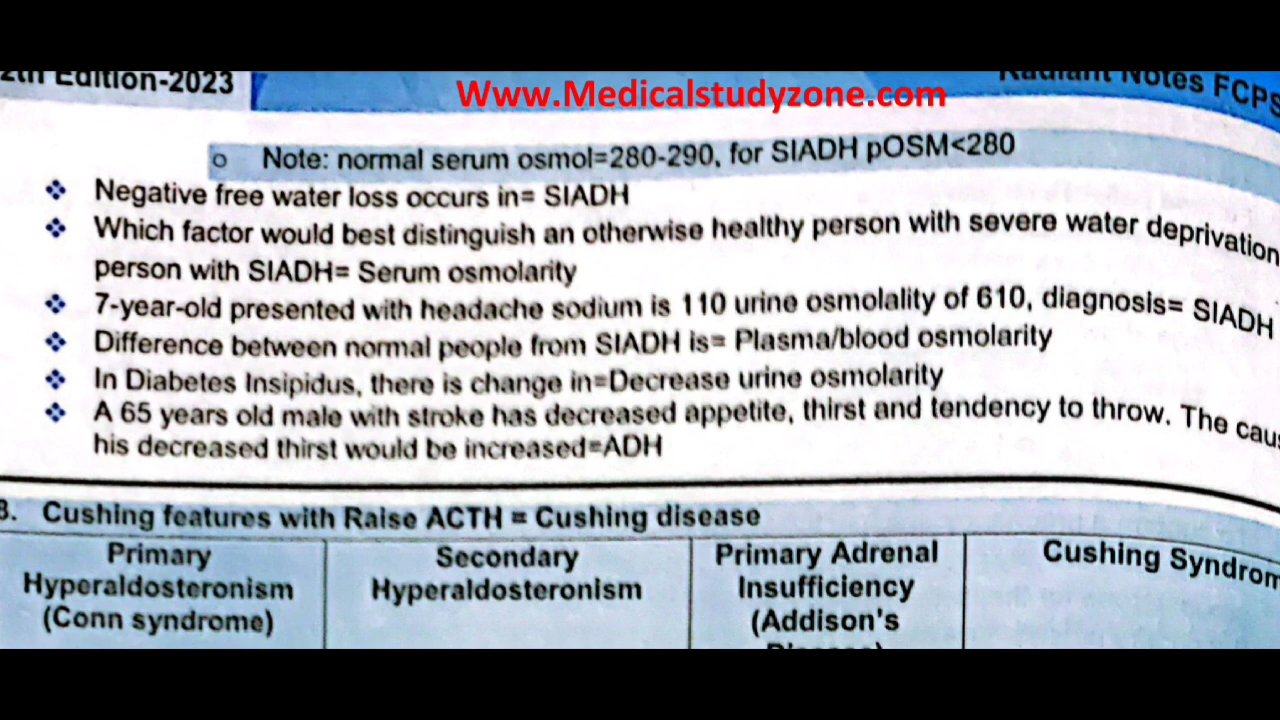 2th Edition-2023
Www.Medicalstudyzone.com
Radiant Notes FCPS
o Note: normal serum osmol=280-290, for SIADH pOSM<280
❖ Negative free water loss occurs in= SIADH
❖ Which factor would best distinguish an otherwise healthy person with severe water deprivation
person with SIADH= Serum osmolarity
❖ 7-year-old presented with headache sodium is 110 urine osmolality of 610, diagnosis= SIADH
❖ Difference between normal people from SIADH is= Plasma/blood osmolarity
❖ In Diabetes Insipidus, there is change in=Decrease urine osmolarity
❖ A 65 years old male with stroke has decreased appetite, thirst and tendency to throw. The cau
his decreased thirst would be increased=ADH
3. Cushing features with Raise ACTH = Cushing disease
Primary
Hyperaldosteronism
(Conn syndrome)
Secondary
Hyperaldosteronism
Primary Adrenal
Insufficiency
(Addison's
Disease)
Cushing Syndrom